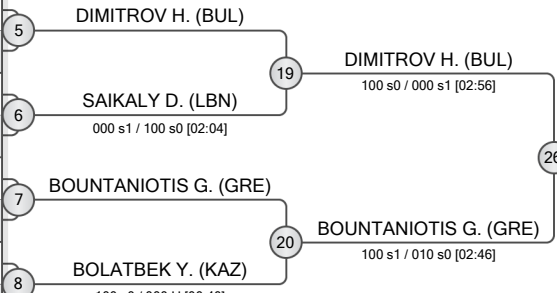 5
DIMITROV H. (BUL)
19
DIMITROV H. (BUL)
100 s0 / 000 s1 [02:56]
6
SAIKALY D. (LBN)
000 s1 / 100 s0 [02:04]
26
7
BOUNTANIOTIS G. (GRE)
20
BOUNTANIOTIS G. (GRE)
100 s1 / 010 s0 [02:46]
8
BOLATBEK Y. (KAZ)